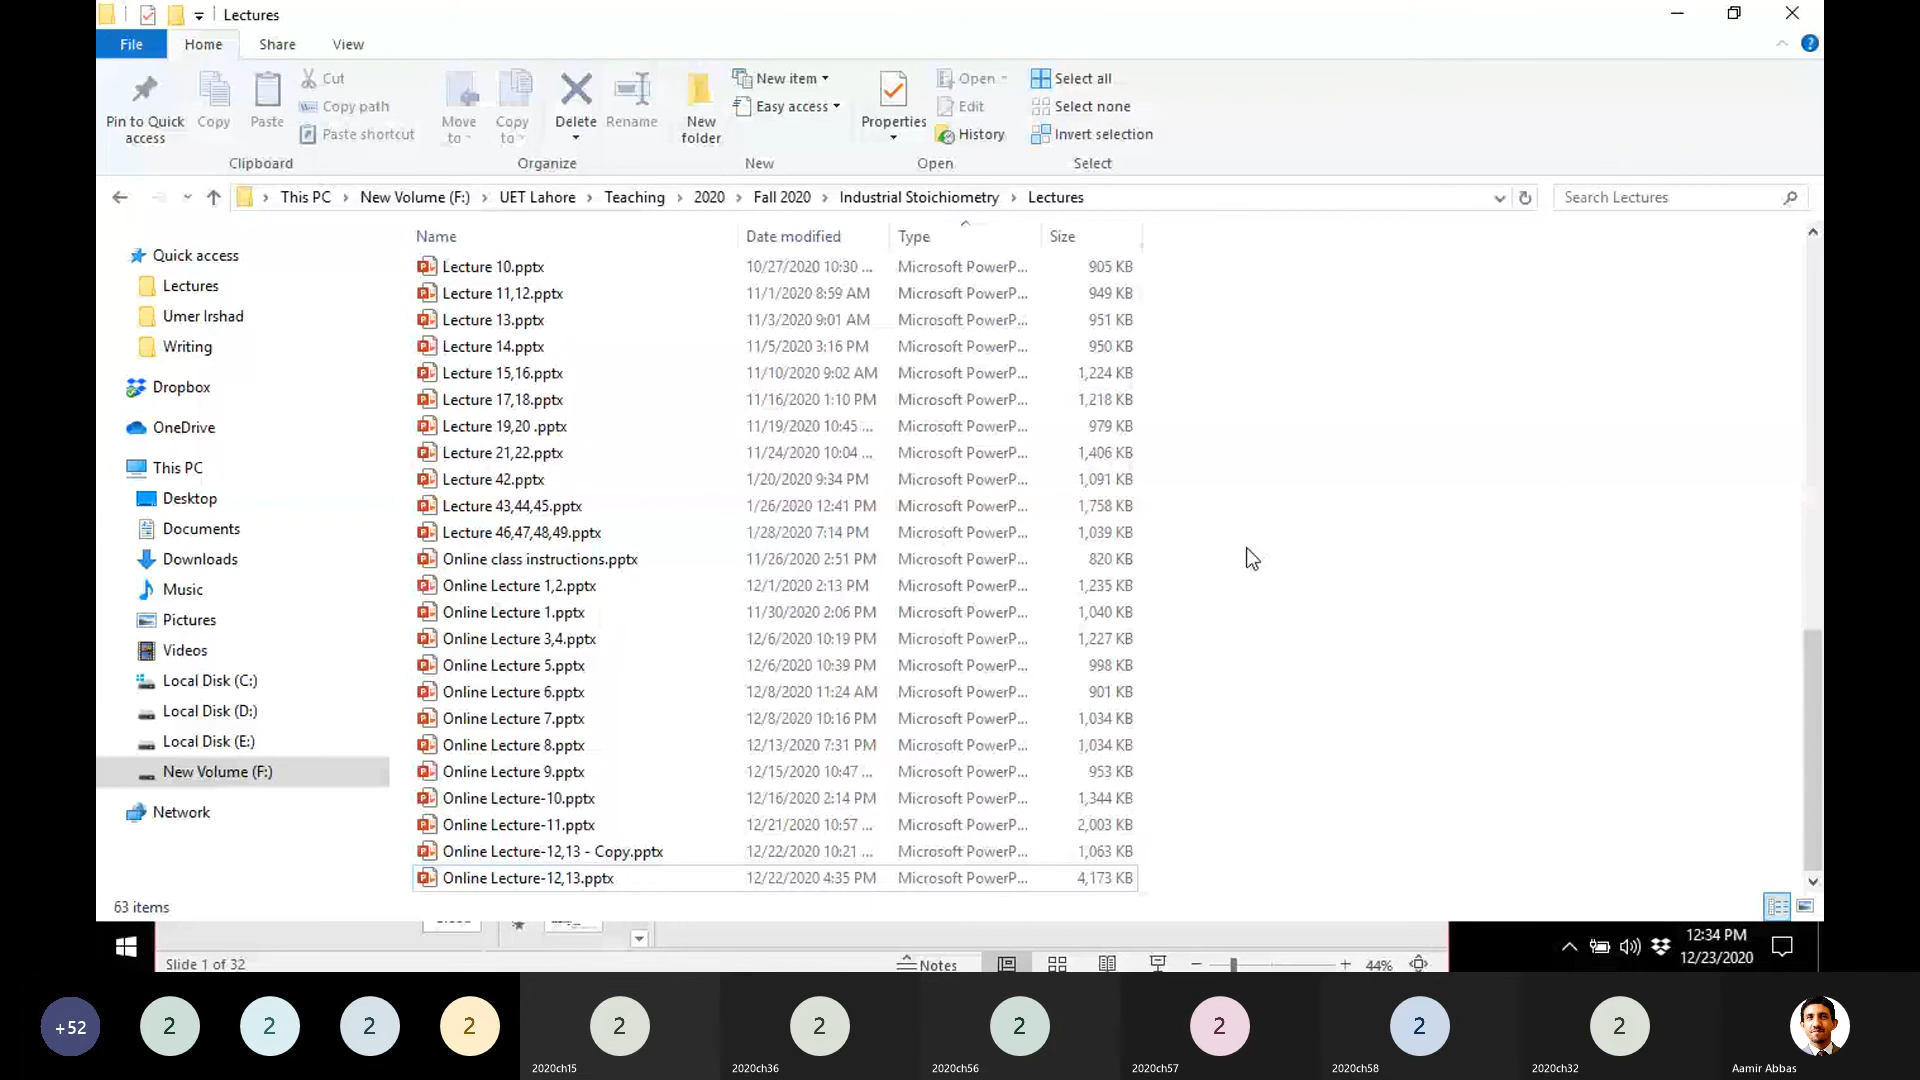 Lectures
File Home Share View
Pin to Quick access
Copy
Paste
Cut
Copy path
Paste shortcut
Clipboard
Move to
Copy to
Delete
Rename
Organize
New folder
New item
Easy access
New
Properties
Open
Edit
History
Open
Select all
Select none
Invert selection
Select
This PC > New Volume (F:) > UET Lahore > Teaching > 2020 > Fall 2020 > Industrial Stoichiometry > Lectures
Search Lectures
Quick access
Lectures
Umer Irshad
Writing
Dropbox
OneDrive
This PC
Desktop
Documents
Downloads
Music
Pictures
Videos
Local Disk (C:)
Local Disk (D:)
Local Disk (E:)
New Volume (F:)
Network
Name Date modified Type Size
Lecture 10.pptx 10/27/2020 10:30 ... Microsoft PowerP... 905 KB
Lecture 11,12.pptx 11/1/2020 8:59 AM Microsoft PowerP... 949 KB
Lecture 13.pptx 11/3/2020 9:01 AM Microsoft PowerP... 951 KB
Lecture 14.pptx 11/5/2020 3:16 PM Microsoft PowerP... 950 KB
Lecture 15,16.pptx 11/10/2020 9:02 AM Microsoft PowerP... 1,224 KB
Lecture 17,18.pptx 11/16/2020 1:10 PM Microsoft PowerP... 1,218 KB
Lecture 19,20 .pptx 11/19/2020 10:45 ... Microsoft PowerP... 979 KB
Lecture 21,22.pptx 11/24/2020 10:04 ... Microsoft PowerP... 1,406 KB
Lecture 42.pptx 1/20/2020 9:34 PM Microsoft PowerP... 1,091 KB
Lecture 43,44,45.pptx 1/26/2020 12:41 PM Microsoft PowerP... 1,758 KB
Lecture 46,47,48,49.pptx 1/28/2020 7:14 PM Microsoft PowerP... 1,039 KB
Online class instructions.pptx 11/26/2020 2:51 PM Microsoft PowerP... 820 KB
Online Lecture 1,2.pptx 12/1/2020 2:13 PM Microsoft PowerP... 1,235 KB
Online Lecture 1.pptx 11/30/2020 2:06 PM Microsoft PowerP... 1,040 KB
Online Lecture 3,4.pptx 12/6/2020 10:19 PM Microsoft PowerP... 1,227 KB
Online Lecture 5.pptx 12/6/2020 10:39 PM Microsoft PowerP... 998 KB
Online Lecture 6.pptx 12/8/2020 11:24 AM Microsoft PowerP... 901 KB
Online Lecture 7.pptx 12/8/2020 10:16 PM Microsoft PowerP... 1,034 KB
Online Lecture 8.pptx 12/13/2020 7:31 PM Microsoft PowerP... 1,034 KB
Online Lecture 9.pptx 12/15/2020 10:47 ... Microsoft PowerP... 953 KB
Online Lecture-10.pptx 12/16/2020 2:14 PM Microsoft PowerP... 1,344 KB
Online Lecture-11.pptx 12/21/2020 10:57 ... Microsoft PowerP... 2,003 KB
Online Lecture-12,13 - Copy.pptx 12/22/2020 10:21 ... Microsoft PowerP... 1,063 KB
Online Lecture-12,13.pptx 12/22/2020 4:35 PM Microsoft PowerP... 4,173 KB
63 items
Slide 1 of 32
Notes
44%
12:34 PM
12/23/2020
+52 2 2 2 2 2 2 2 2 2 2
2020ch15 2020ch36 2020ch56 2020ch57 2020ch58 2020ch32 Aamir Abbas